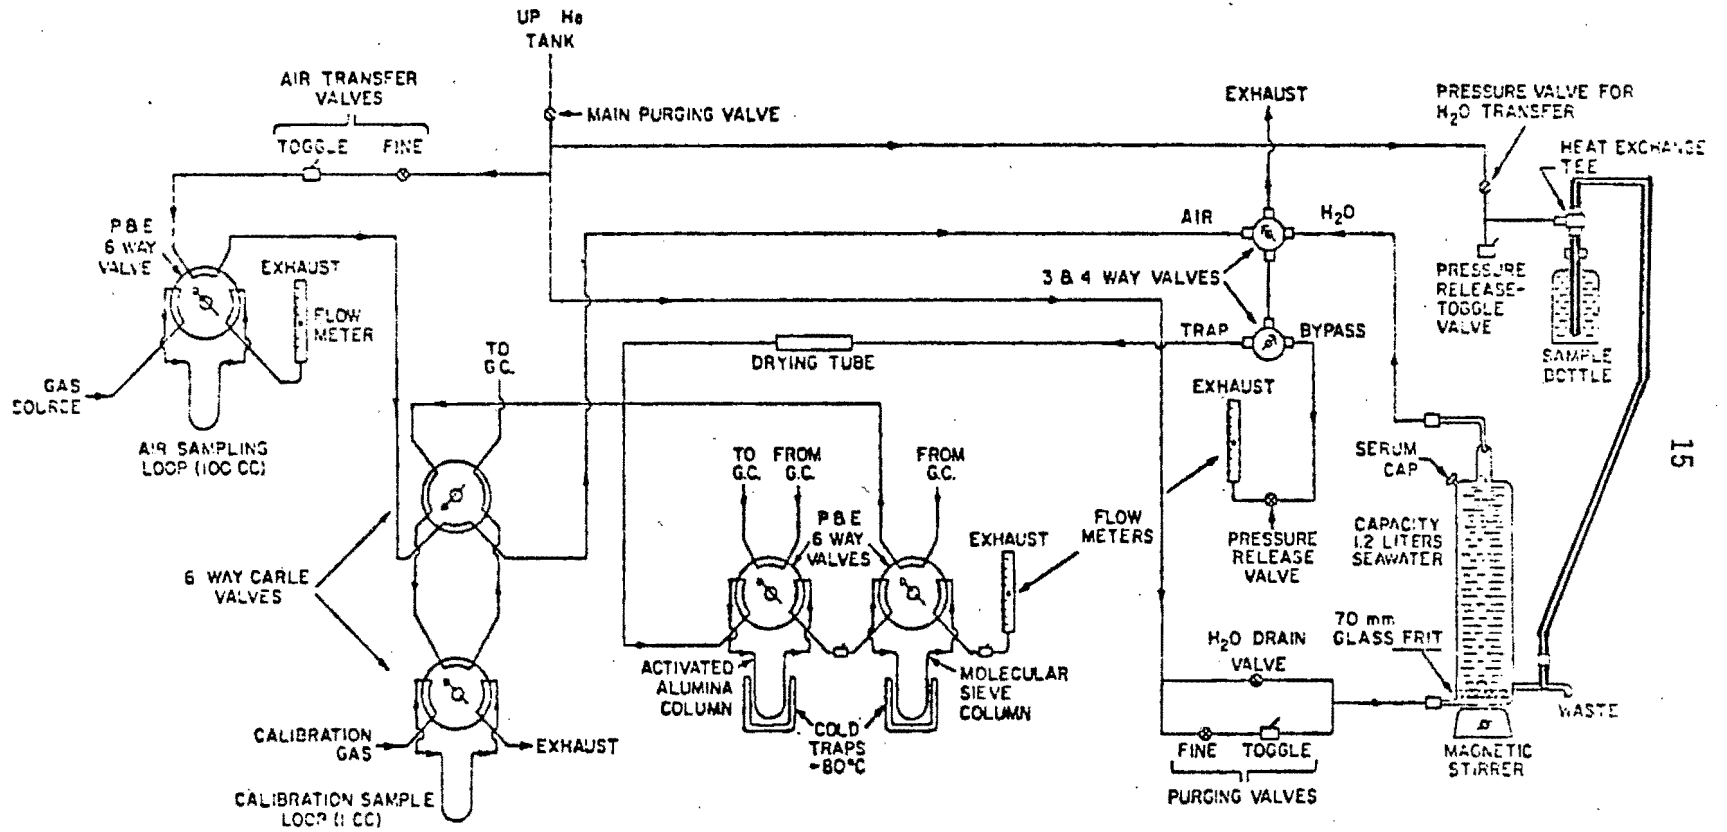 UP He
TANK
AIR TRANSFER
VALVES
TOGGLE FINE
MAIN PURGING VALVE
EXHAUST
PRESSURE VALVE FOR
H2O TRANSFER
HEAT EXCHANGE
TEE
P&E
6 WAY
VALVE
EXHAUST
FLOW
METER
AIR
H2O
3 & 4 WAY VALVES
PRESSURE
RELEASE-
TOGGLE
VALVE
SAMPLE
BOTTLE
TRAP
BYPASS
DRYING TUBE
TO
G.C.
GAS
SOURCE
AIR SAMPLING
LOOP (100 CC)
EXHAUST
TO
G.C.
FROM
G.C.
FROM
G.C.
SERUM
CAP
15
P&E
6 WAY
VALVES
EXHAUST
FLOW
METERS
PRESSURE
RELEASE
VALVE
CAPACITY
1.2 LITERS
SEAWATER
6 WAY CARLE
VALVES
70 mm
GLASS FRIT
H2O DRAIN
VALVE
ACTIVATED
ALUMINA
COLUMN
MOLECULAR
SIEVE
COLUMN
COLD
TRAPS
-80°C
WASTE
CALIBRATION
GAS
EXHAUST
FINE TOGGLE
PURGING VALVES
MAGNETIC
STIRRER
CALIBRATION SAMPLE
LOOP (1 CC)